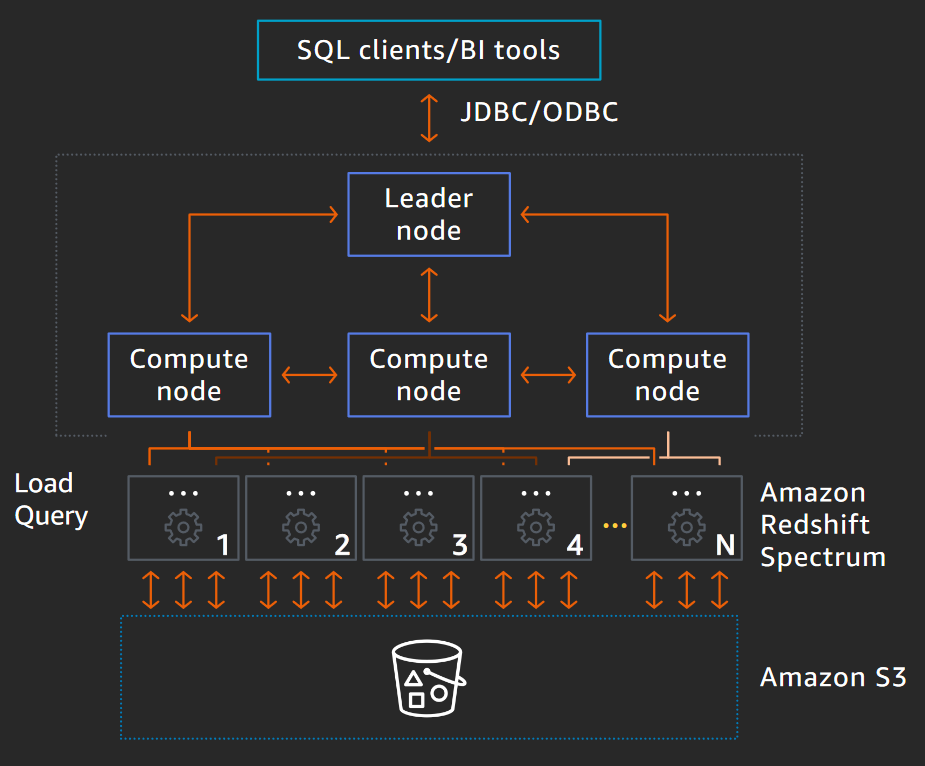 SQL clients/BI tools
JDBC/ODBC
Leader
node
Compute
node
Compute
node
Compute
node
Load
Query
1
2
3
4
N
Amazon
Redshift
Spectrum
Amazon S3